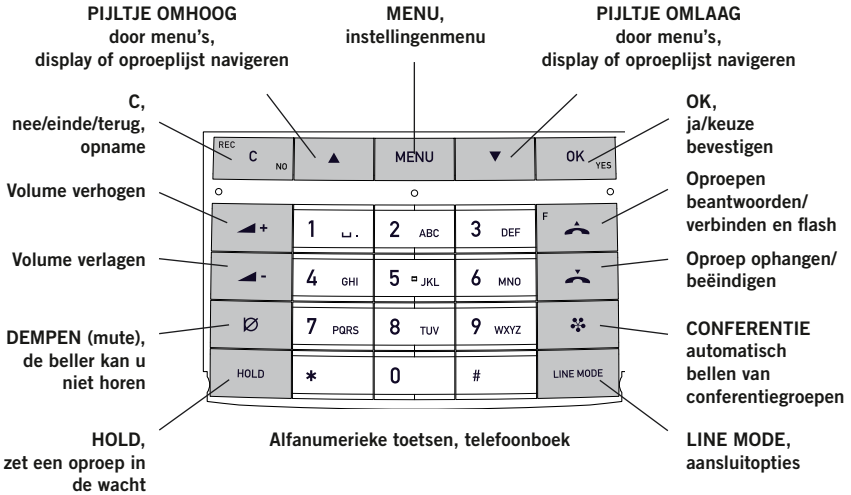 PIJLTJE OMHOOG
door menu's,
display of oproeplijst navigeren
MENU,
instellingenmenu
PIJLTJE OMLAAG
door menu's,
display of oproeplijst navigeren
C,
nee/einde/terug,
opname
Volume verhogen
Volume verlagen
DEMPEN (mute),
de beller kan u
niet horen
HOLD,
zet een oproep in
de wacht
REC C NO
MENU
OK YES
+ 1 . 2 ABC 3 DEF F
- 4 GHI 5 JKL 6 MNO
7 PQRS 8 TUV 9 WXYZ
HOLD * 0 # LINE MODE
Alfanumerieke toetsen, telefoonboek
OK,
ja/keuze
bevestigen
Oproepen
beantwoorden/
verbinden en flash
Oproep ophangen/
beëindigen
CONFERENTIE
automatisch
bellen van
conferentiegroepen
LINE MODE,
aansluitopties